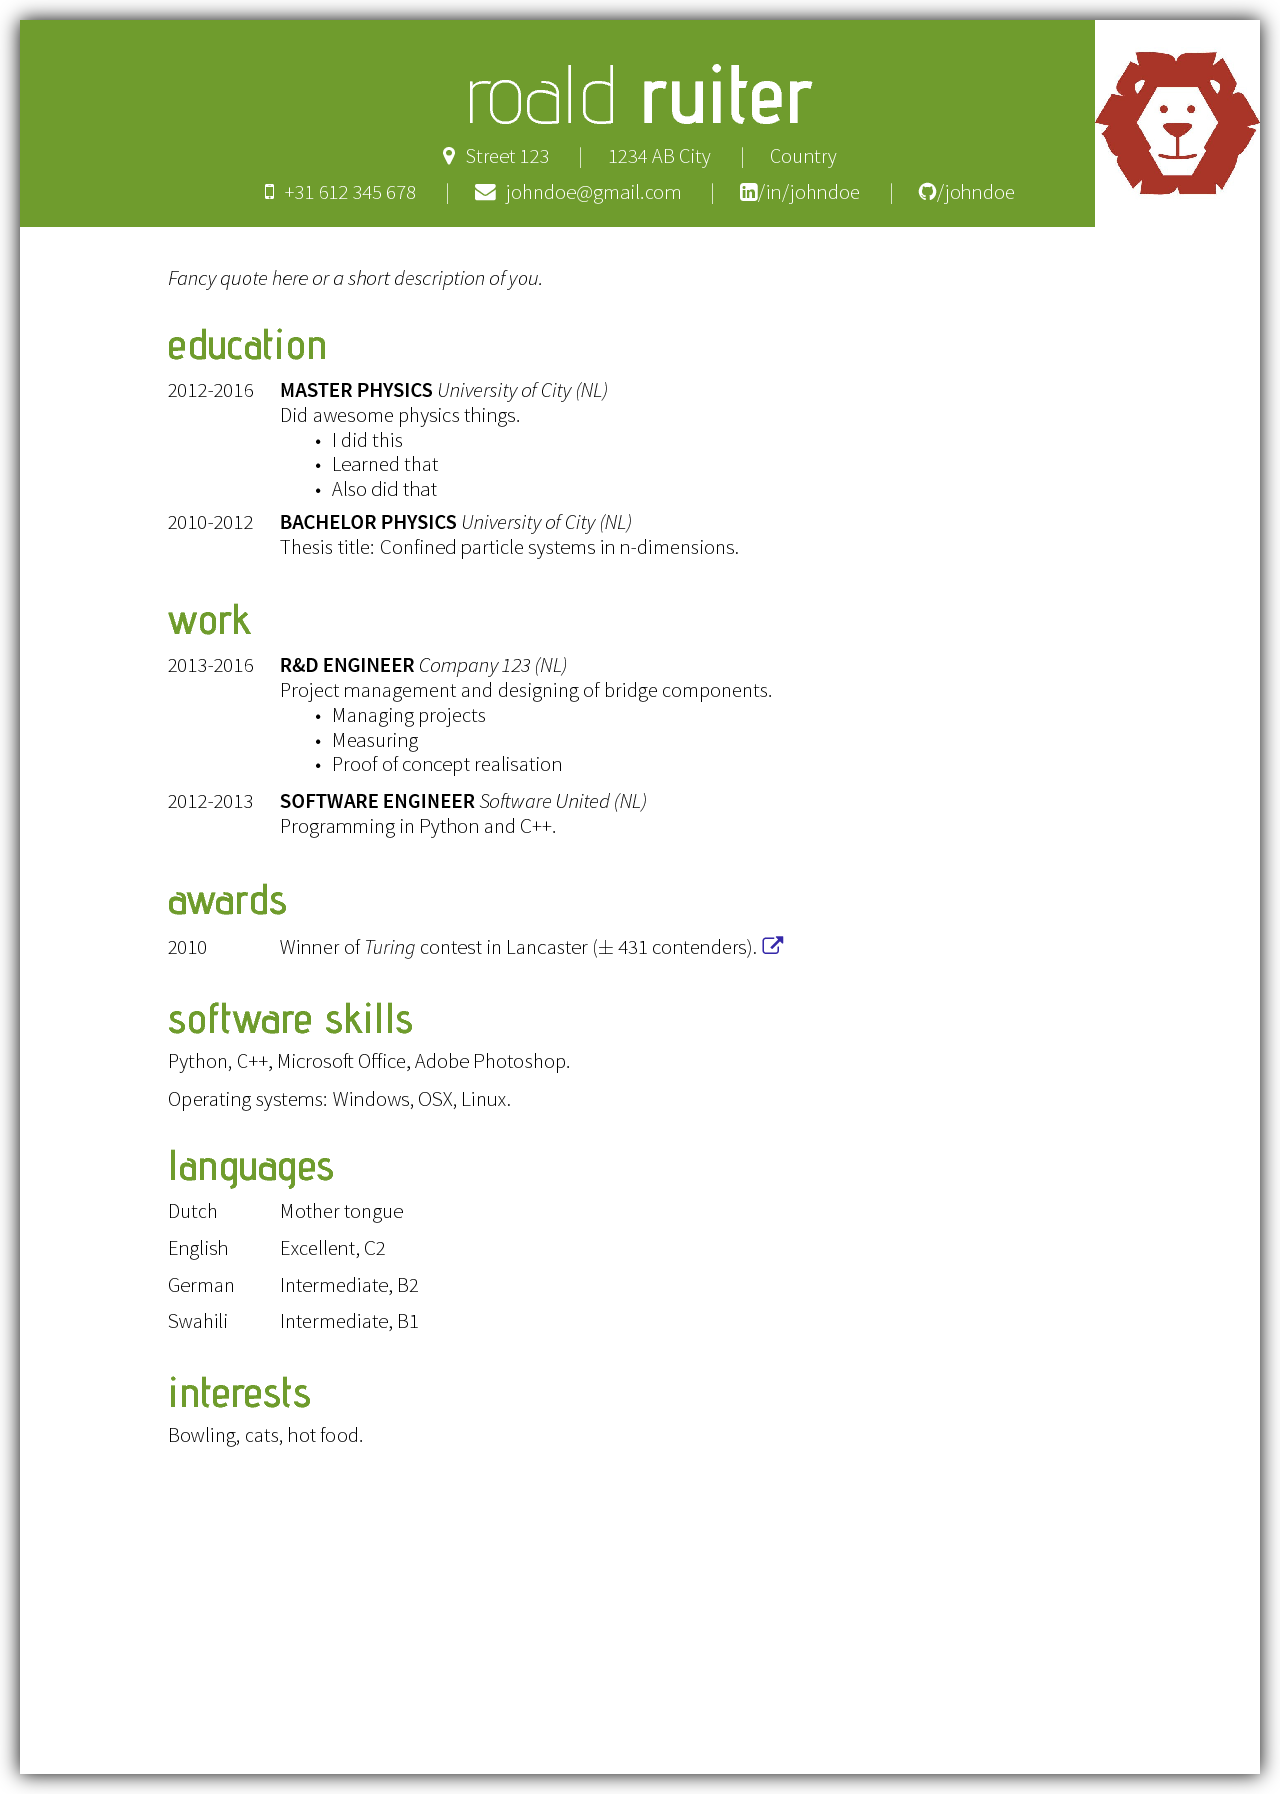 roald ruiter
Street 123 | 1234 AB City | Country
+31 612 345 678 | johndoe@gmail.com | /in/johndoe | /johndoe
Fancy quote here or a short description of you.
education
2012-2016 MASTER PHYSICS University of City (NL)
Did awesome physics things.
• I did this
• Learned that
• Also did that
2010-2012 BACHELOR PHYSICS University of City (NL)
Thesis title: Confined particle systems in n-dimensions.
work
2013-2016 R&D ENGINEER Company 123 (NL)
Project management and designing of bridge components.
• Managing projects
• Measuring
• Proof of concept realisation
2012-2013 SOFTWARE ENGINEER Software United (NL)
Programming in Python and C++.
awards
2010 Winner of Turing contest in Lancaster (± 431 contenders).
software skills
Python, C++, Microsoft Office, Adobe Photoshop.
Operating systems: Windows, OSX, Linux.
languages
Dutch Mother tongue
English Excellent, C2
German Intermediate, B2
Swahili Intermediate, B1
interests
Bowling, cats, hot food.